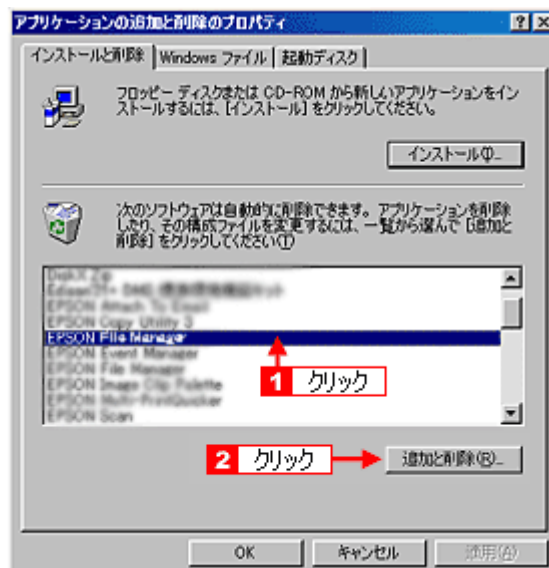 アプリケーションの追加と削除のプロパティ
インストールと削除
Windows ファイル
起動ディスク
フロッピー ディスクまたは CD-ROM から新しいアプリケーションをイン
ストールするには、[インストール] をクリックしてください。
インストール(I)...
次のソフトウェアは自動的に削除できます。アプリケーションを削除
したり、その構成ファイルを変更するには、一覧から選んで [追加と
削除] をクリックしてください(T)
DiskX Zip
EPSON Attach To Email
EPSON Copy Utility 3
EPSON File Manager
EPSON Event Manager
EPSON File Manager
EPSON Image Clip Palette
EPSON Multi-PrintQuicker
EPSON Scan
1 クリック
2 クリック
追加と削除(R)...
OK
キャンセル
適用(A)